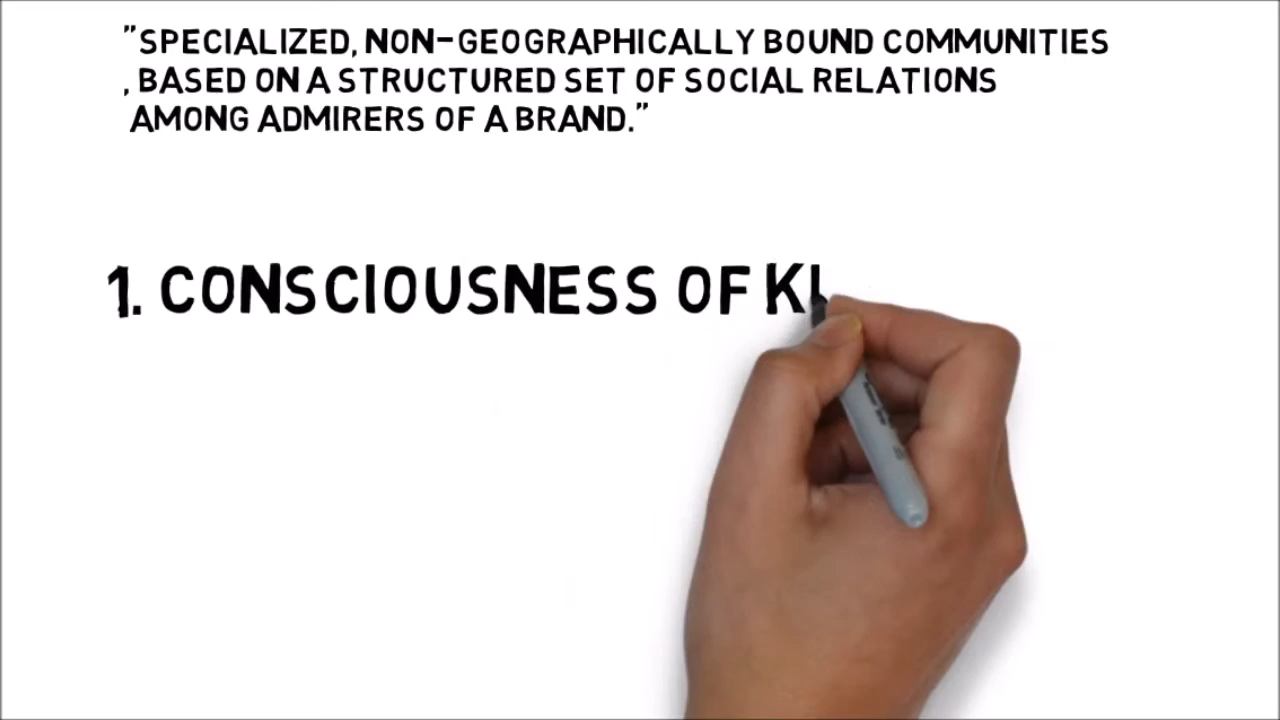 "SPECIALIZED, NON-GEOGRAPHICALLY BOUND COMMUNITIES
, BASED ON A STRUCTURED SET OF SOCIAL RELATIONS
AMONG ADMIRERS OF A BRAND."
1. CONSCIOUSNESS OF KI